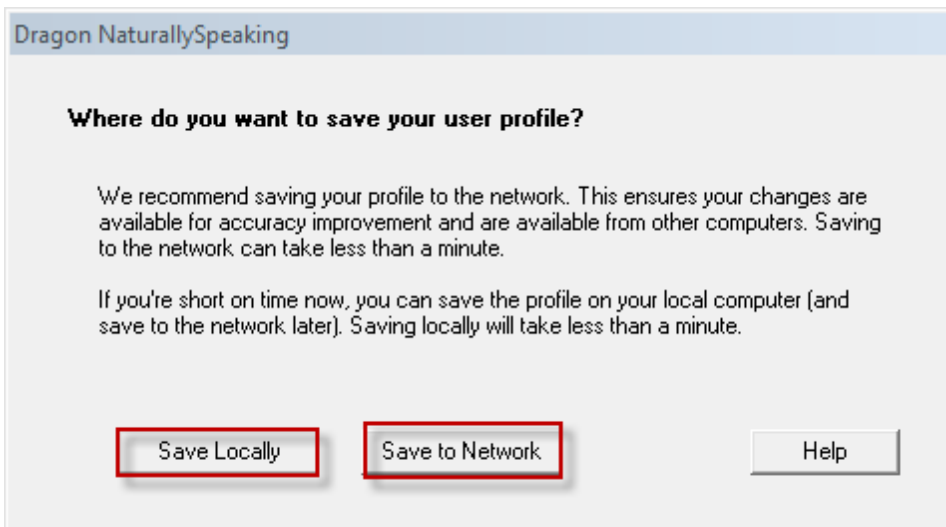 Dragon NaturallySpeaking
Where do you want to save your user profile?
We recommend saving your profile to the network. This ensures your changes are
available for accuracy improvement and are available from other computers. Saving
to the network can take less than a minute.
If you're short on time now, you can save the profile on your local computer (and
save to the network later). Saving locally will take less than a minute.
Save Locally
Save to Network
Help